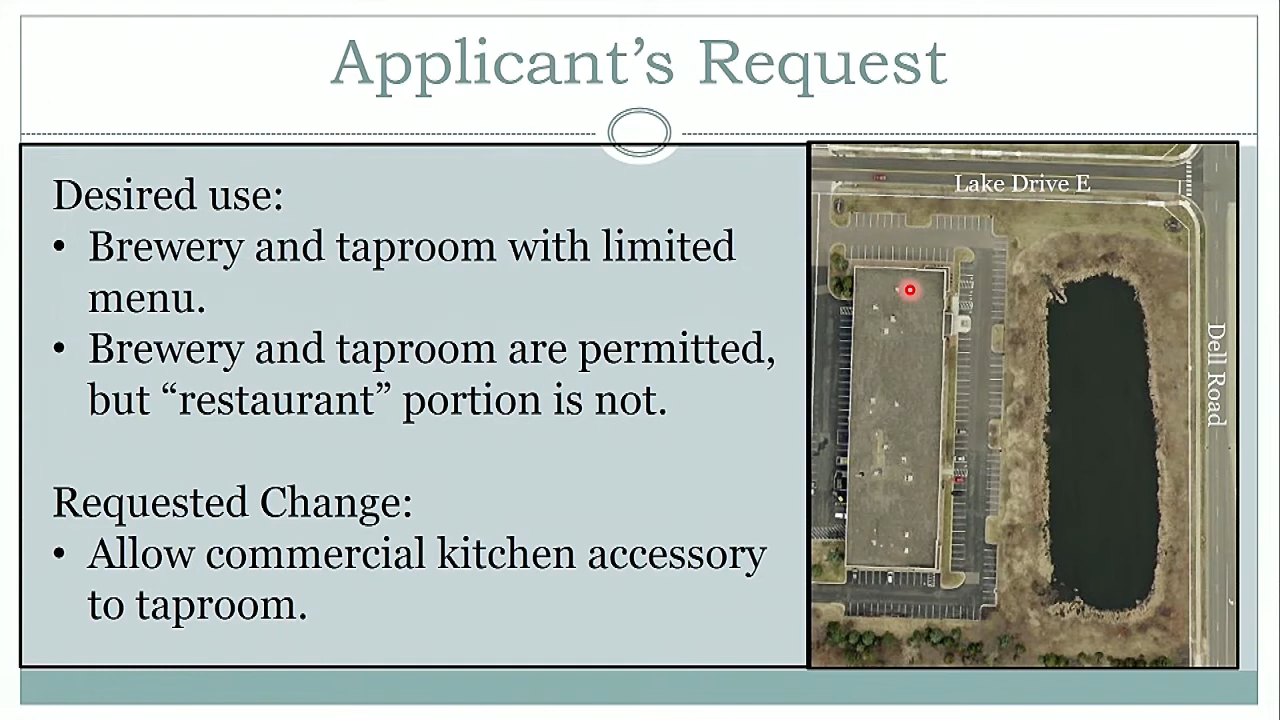 Applicant’s Request
Desired use:
• Brewery and taproom with limited
menu.
• Brewery and taproom are permitted,
but “restaurant” portion is not.
Requested Change:
• Allow commercial kitchen accessory
to taproom.
Lake Drive E
Dell Road